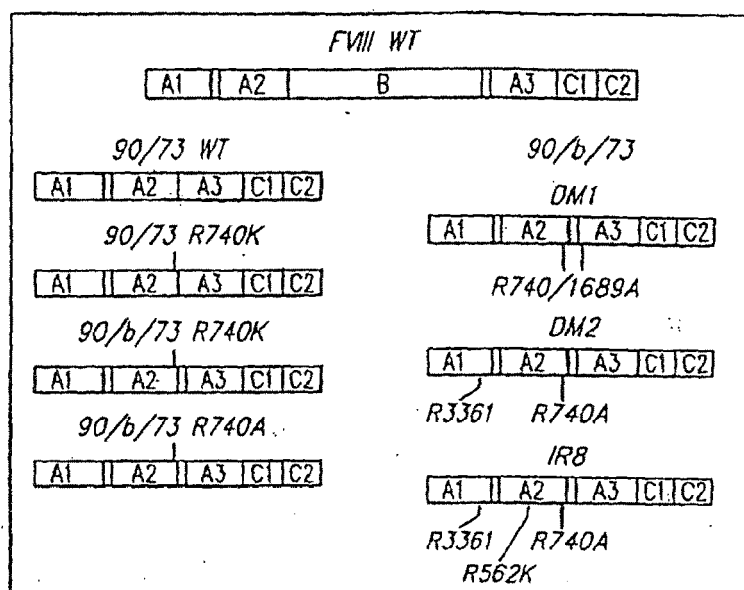 FVIII WT
A1 A2 B A3 C1 C2
90/73 WT
A1 A2 A3 C1 C2
90/73 R740K
A1 A2 A3 C1 C2
90/b/73 R740K
A1 A2 A3 C1 C2
90/b/73 R740A
A1 A2 A3 C1 C2
90/b/73
DM1
A1 A2 A3 C1 C2
R740/1689A
DM2
A1 A2 A3 C1 C2
R3361 R740A
IR8
A1 A2 A3 C1 C2
R3361 R740A
R562K